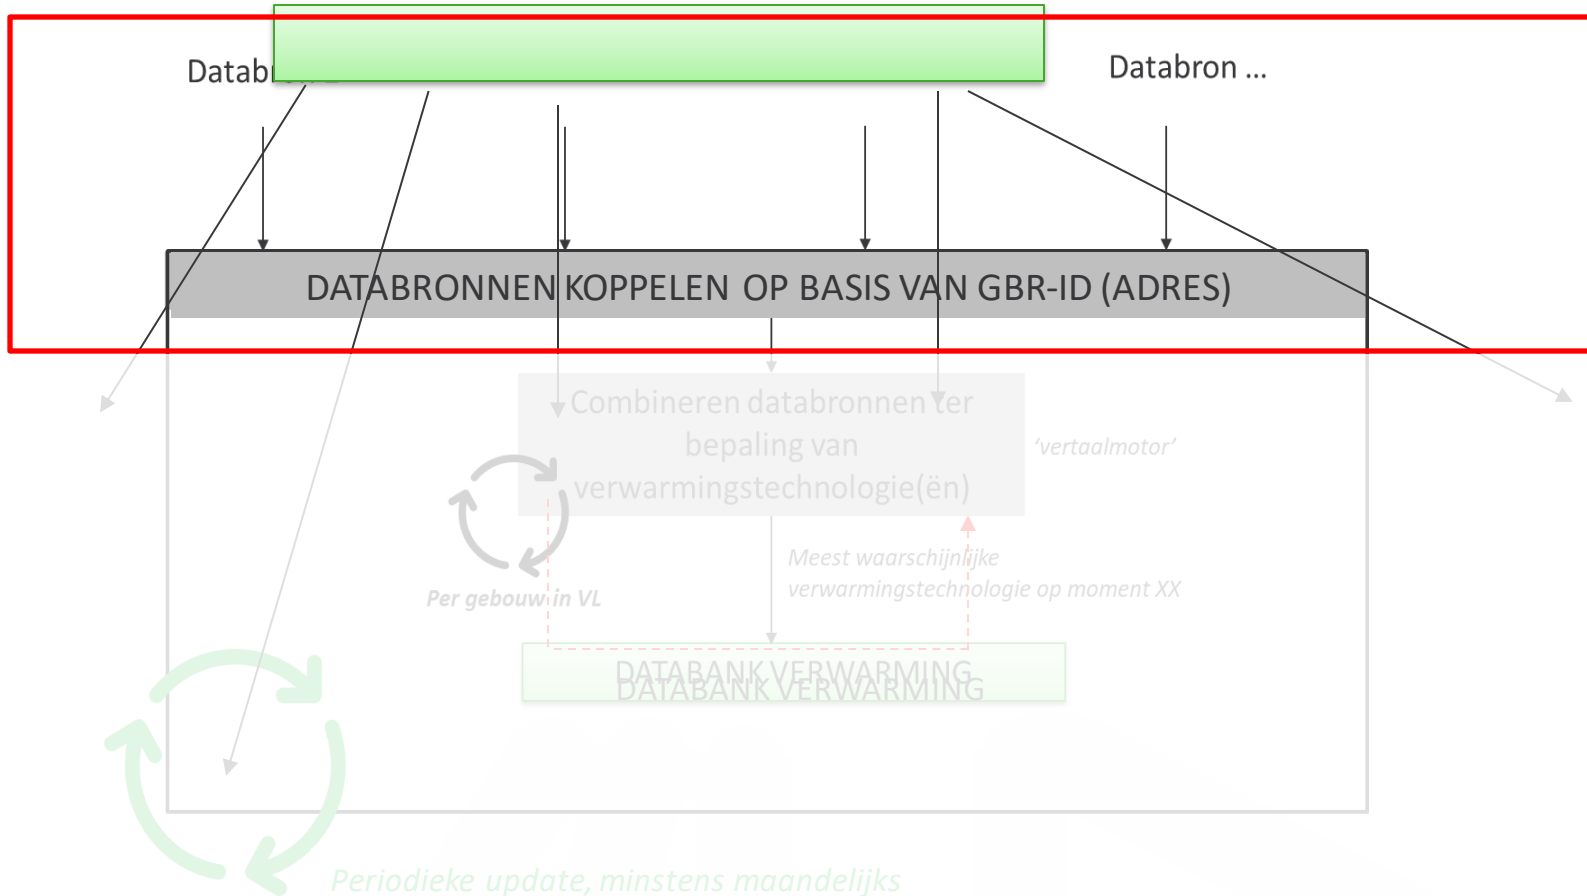 Databron ...
DATABRONNEN KOPPELEN OP BASIS VAN GBR-ID (ADRES)
Combineren databronnen ter
bepaling van
verwarmingstechnologie(ën)
'vertaalmotor'
Meest waarschijnlijke
verwarmingstechnologie op moment XX
Per gebouw in VL
DATABANK VERWARMING
DATABANK VERWARMING
Periodieke update, minstens maandelijks